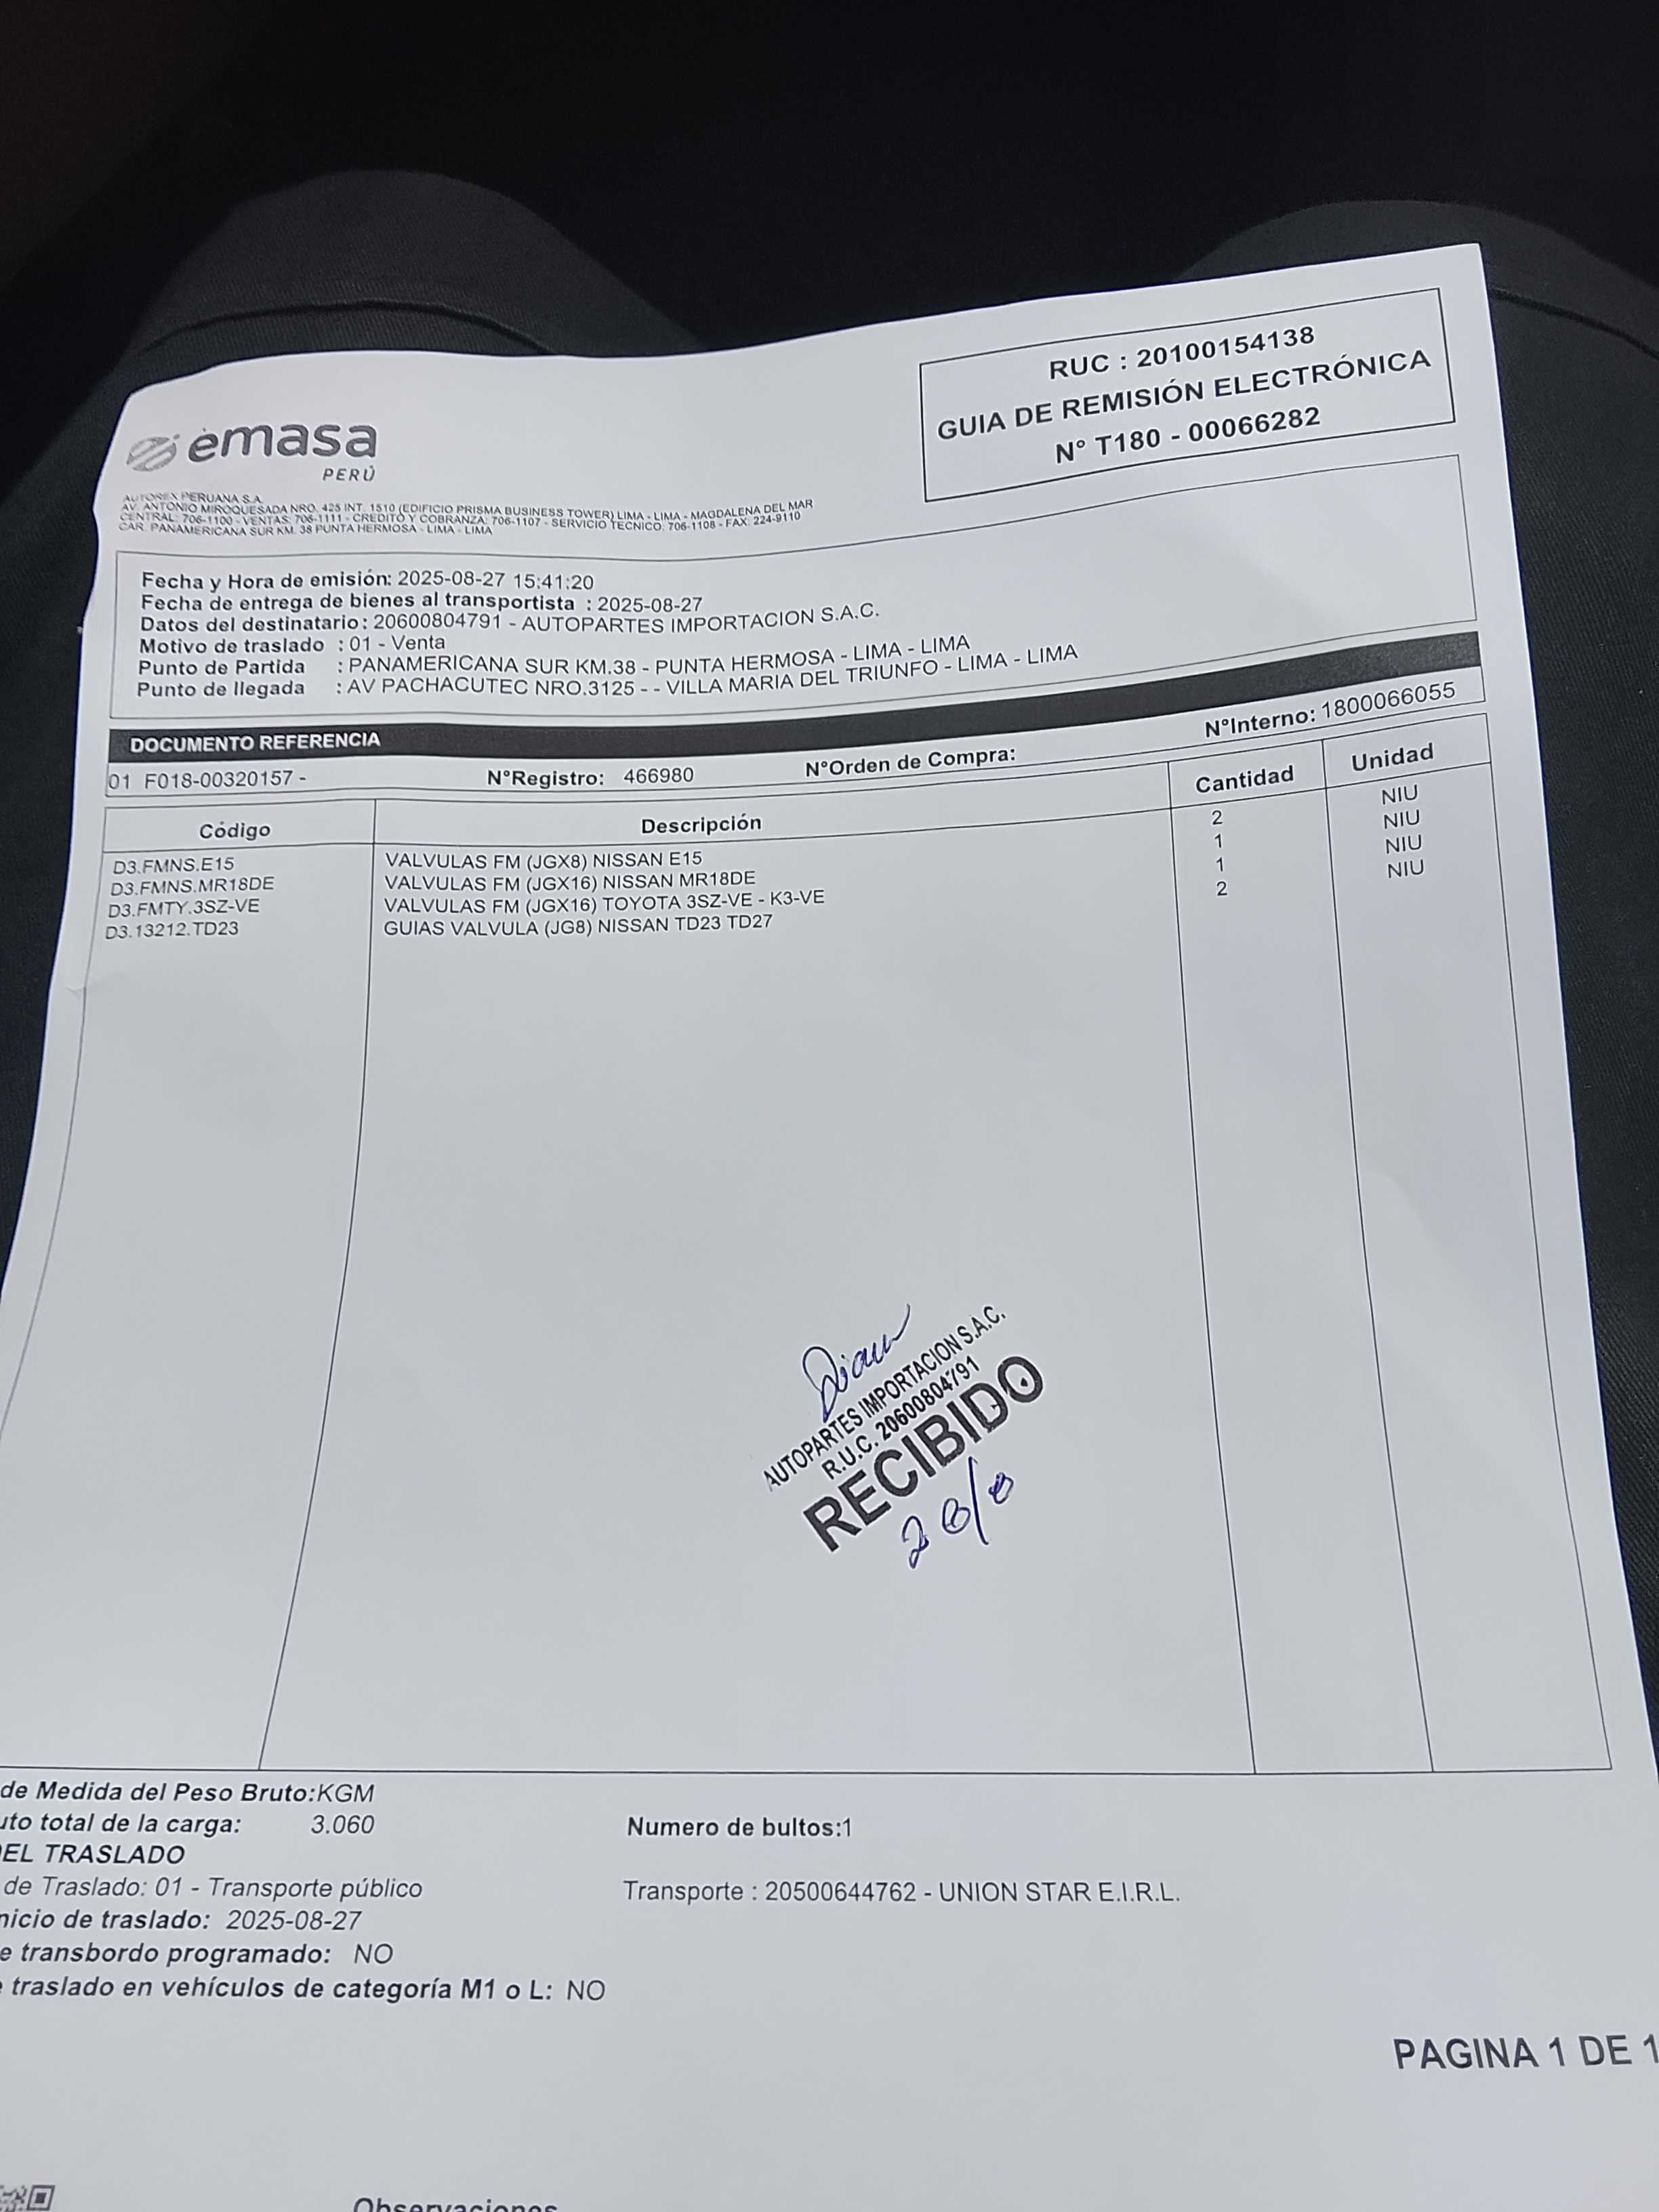 RUC : 20100154138
GUIA DE REMISIÓN ELECTRÓNICA
N° T180 - 00066282
emasa
PERÚ
AUTOREX PERUANA S.A.
AV. ANTONIO MIROQUESADA NRO. 425 INT. 1510 (EDIFICIO PRISMA BUSINESS TOWER) LIMA - LIMA - MAGDALENA DEL MAR
CENTRAL: 706-1100 - VENTAS: 706-1111 - CREDITO Y COBRANZA: 706-1107 - SERVICIO TECNICO: 706-1108 - FAX: 224-9110
CAR. PANAMERICANA SUR KM. 38 PUNTA HERMOSA - LIMA - LIMA
Fecha y Hora de emisión: 2025-08-27 15:41:20
Fecha de entrega de bienes al transportista : 2025-08-27
Datos del destinatario: 20600804791 - AUTOPARTES IMPORTACION S.A.C.
Motivo de traslado : 01 - Venta
Punto de Partida : PANAMERICANA SUR KM.38 - PUNTA HERMOSA - LIMA - LIMA
Punto de llegada : AV PACHACUTEC NRO.3125 - - VILLA MARIA DEL TRIUNFO - LIMA - LIMA
DOCUMENTO REFERENCIA
01 F018-00320157 - N°Registro: 466980 N°Orden de Compra: N°Interno: 1800066055
Código Descripción Cantidad Unidad
D3.FMNS.E15 VALVULAS FM (JGX8) NISSAN E15 2 NIU
D3.FMNS.MR18DE VALVULAS FM (JGX16) NISSAN MR18DE 1 NIU
D3.FMTY.3SZ-VE VALVULAS FM (JGX16) TOYOTA 3SZ-VE - K3-VE 1 NIU
D3.13212.TD23 GUIAS VALVULA (JG8) NISSAN TD23 TD27 2 NIU
AUTOPARTES IMPORTACION S.A.C.
R.U.C. 20600804791
RECIBIDO
de Medida del Peso Bruto:KGM
uto total de la carga: 3.060 Numero de bultos:1
EL TRASLADO
de Traslado: 01 - Transporte público Transporte : 20500644762 - UNION STAR E.I.R.L.
nicio de traslado: 2025-08-27
e transbordo programado: NO
traslado en vehículos de categoría M1 o L: NO
PAGINA 1 DE 1
Observaciones